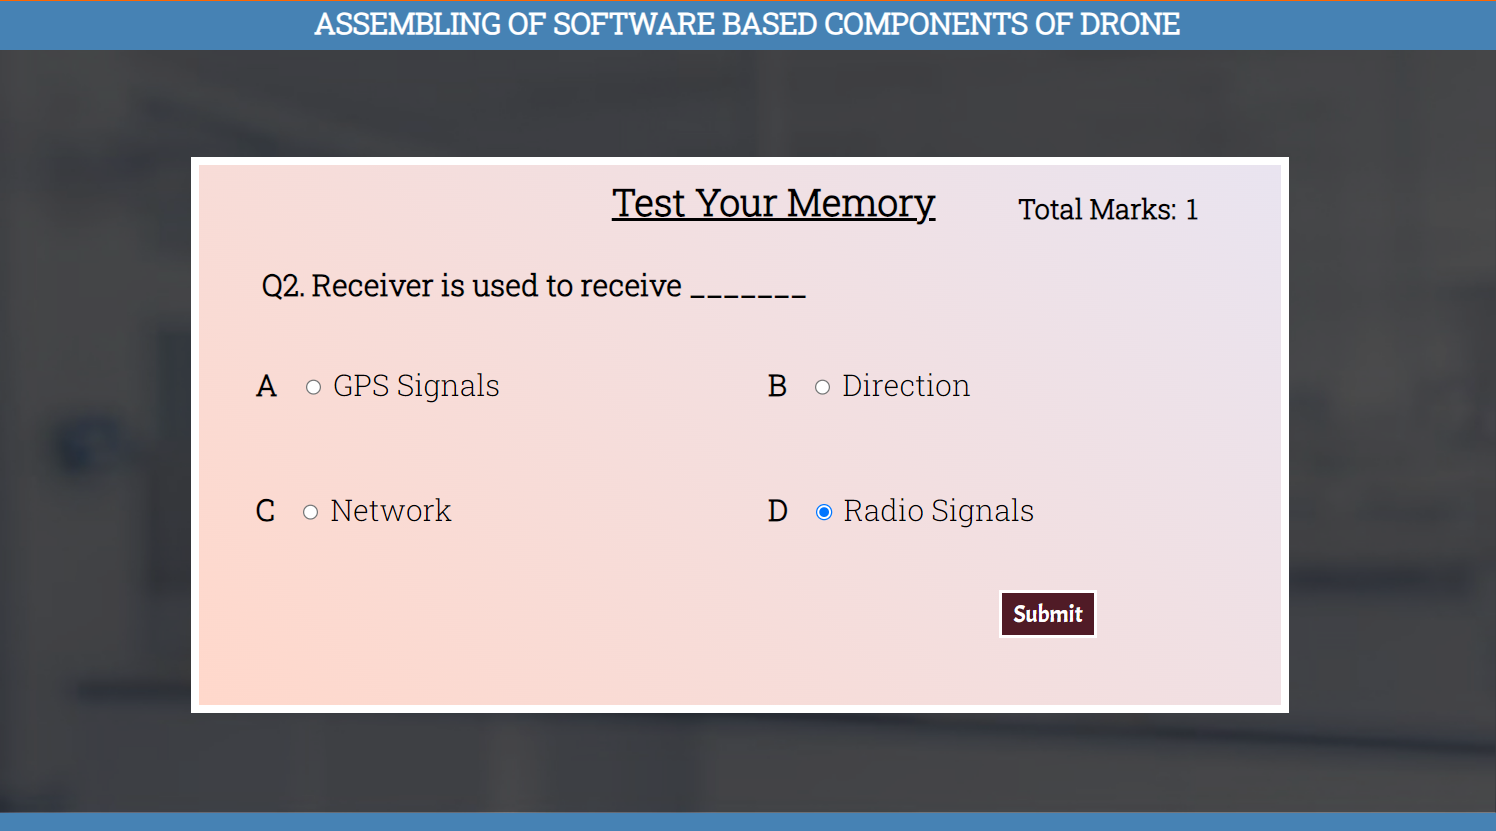 ASSEMBLING OF SOFTWARE BASED COMPONENTS OF DRONE
Test Your Memory
Total Marks: 1
Q2. Receiver is used to receive _______
A GPS Signals
B Direction
C Network
D Radio Signals
Submit